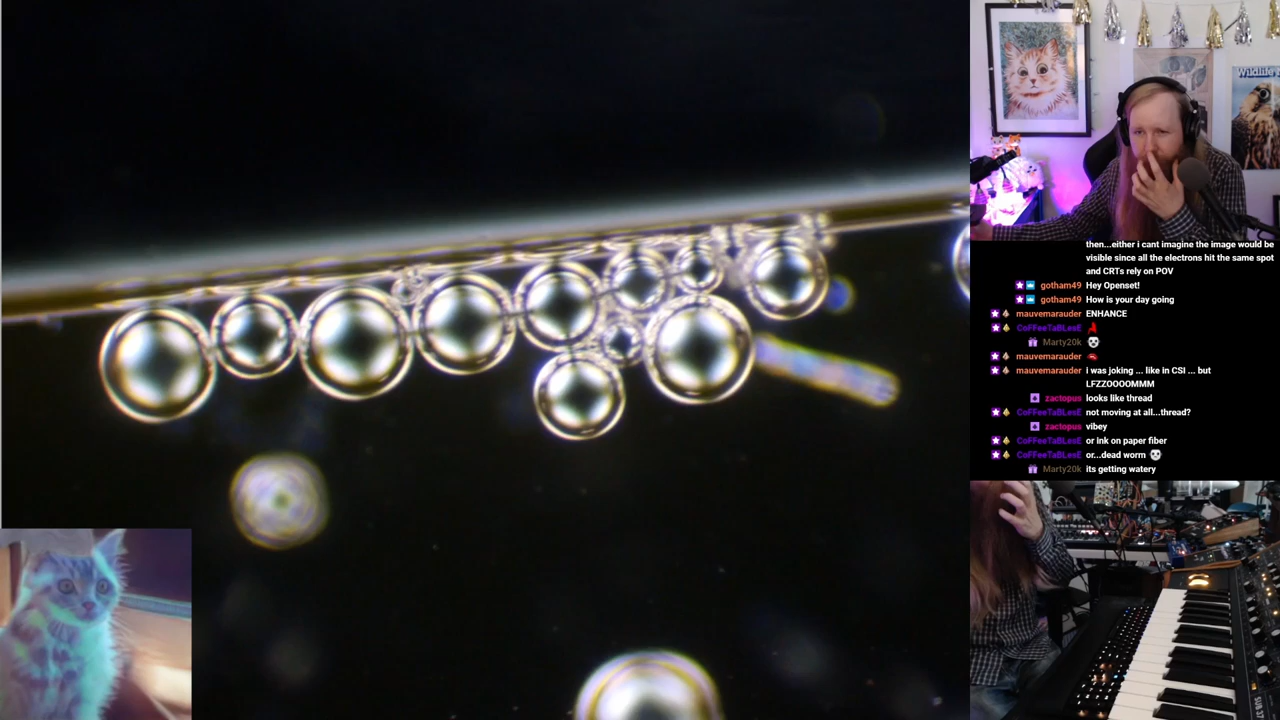 Wildlife
then...either i cant imagine the image would be
visible since all the electrons hit the same spot
and CRTs rely on POV
gotham49 Hey Openset!
gotham49 How is your day going
mauvemarauder ENHANCE
CoFFeeTaBLesE
Marty20k
mauvemarauder
mauvemarauder i was joking ... like in CSI ... but
LFZZOOOOMMM
zactopus looks like thread
CoFFeeTaBLesE not moving at all...thread?
zactopus vibey
CoFFeeTaBLesE or Ink on paper fiber
CoFFeeTaBLesE or...dead worm
Marty20k its getting watery